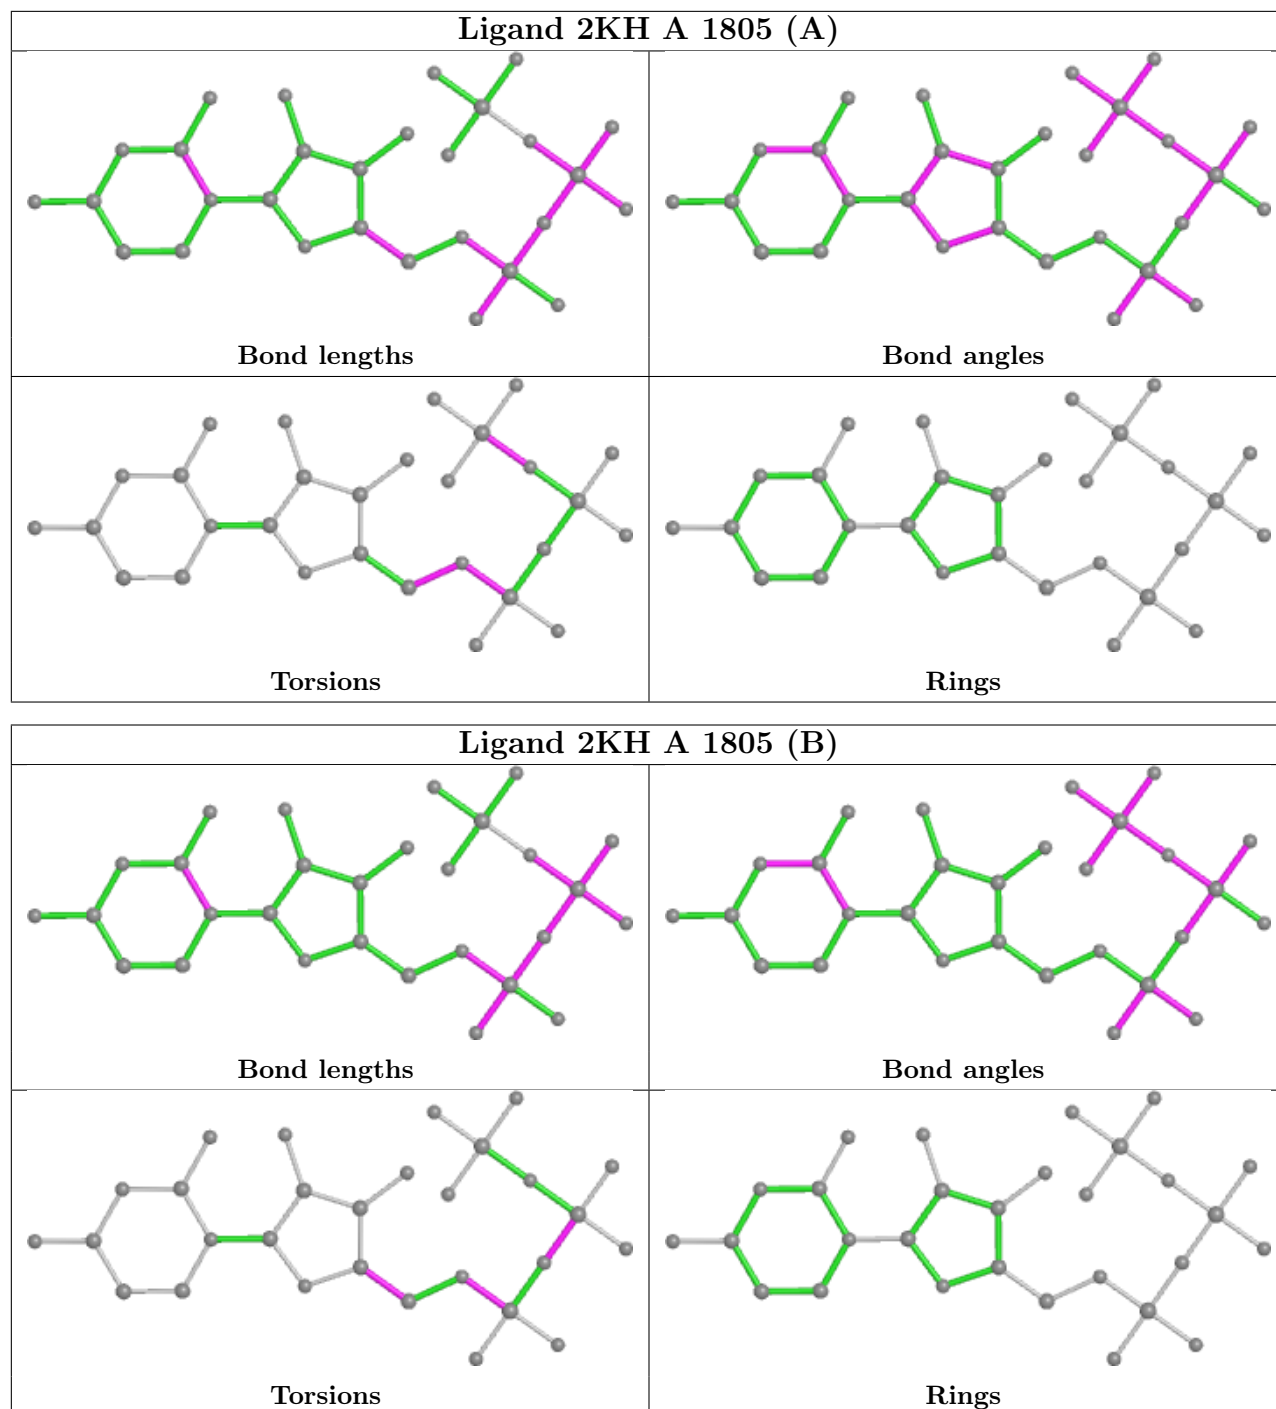 Ligand 2KH A 1805 (A)
Bond lengths
Bond angles
Torsions
Rings
Ligand 2KH A 1805 (B)
Bond lengths
Bond angles
Torsions
Rings